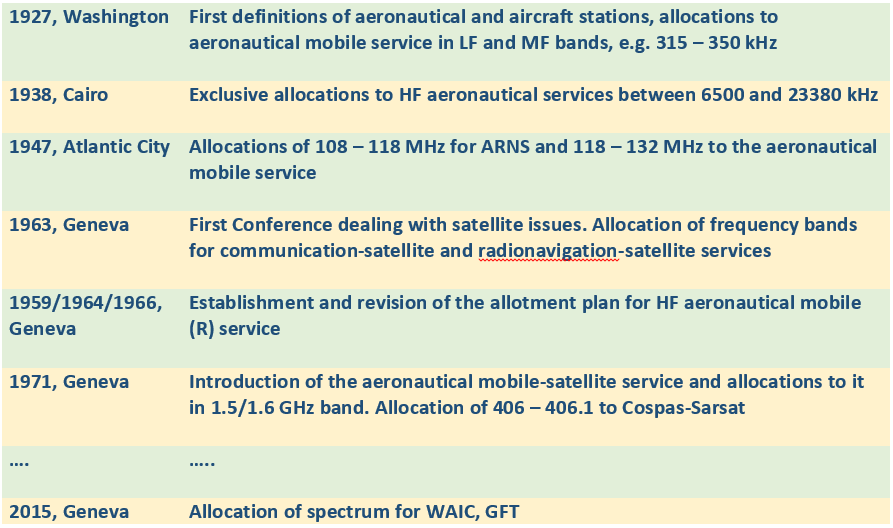 1927, Washington First definitions of aeronautical and aircraft stations, allocations to
aeronautical mobile service in LF and MF bands, e.g. 315 – 350 kHz
1938, Cairo Exclusive allocations to HF aeronautical services between 6500 and 23380 kHz
1947, Atlantic City Allocations of 108 – 118 MHz for ARNS and 118 – 132 MHz to the aeronautical
mobile service
1963, Geneva First Conference dealing with satellite issues. Allocation of frequency bands
for communication-satellite and radionavigation-satellite services
1959/1964/1966, Establishment and revision of the allotment plan for HF aeronautical mobile
Geneva (R) service
1971, Geneva Introduction of the aeronautical mobile-satellite service and allocations to it
in 1.5/1.6 GHz band. Allocation of 406 – 406.1 to Cospas-Sarsat
.... .....
2015, Geneva Allocation of spectrum for WAIC, GFT